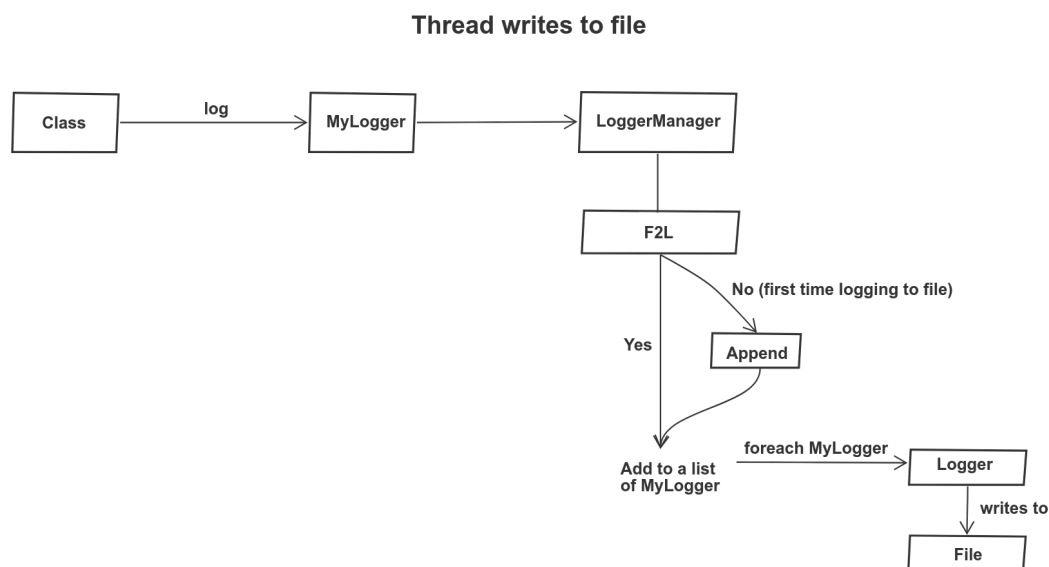 Thread writes to file
Class
log
MyLogger
LoggerManager
F2L
No (first time logging to file)
Yes
Append
Add to a list
of MyLogger
foreach MyLogger
Logger
writes to
File